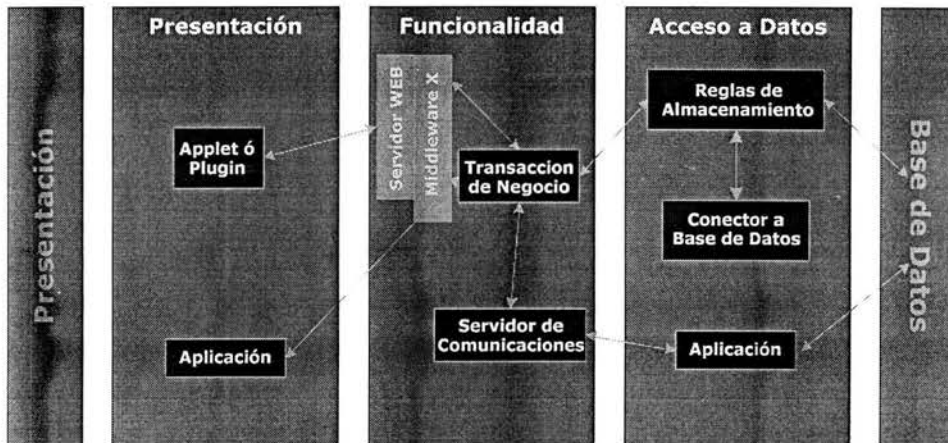 Presentación
Presentación
Applet ó
Plugin
Aplicación
Funcionalidad
Servidor WEB
Middleware X
Transaccion
de Negocio
Servidor de
Comunicaciones
Acceso a Datos
Reglas de
Almacenamiento
Conector a
Base de Datos
Aplicación
Base de Datos